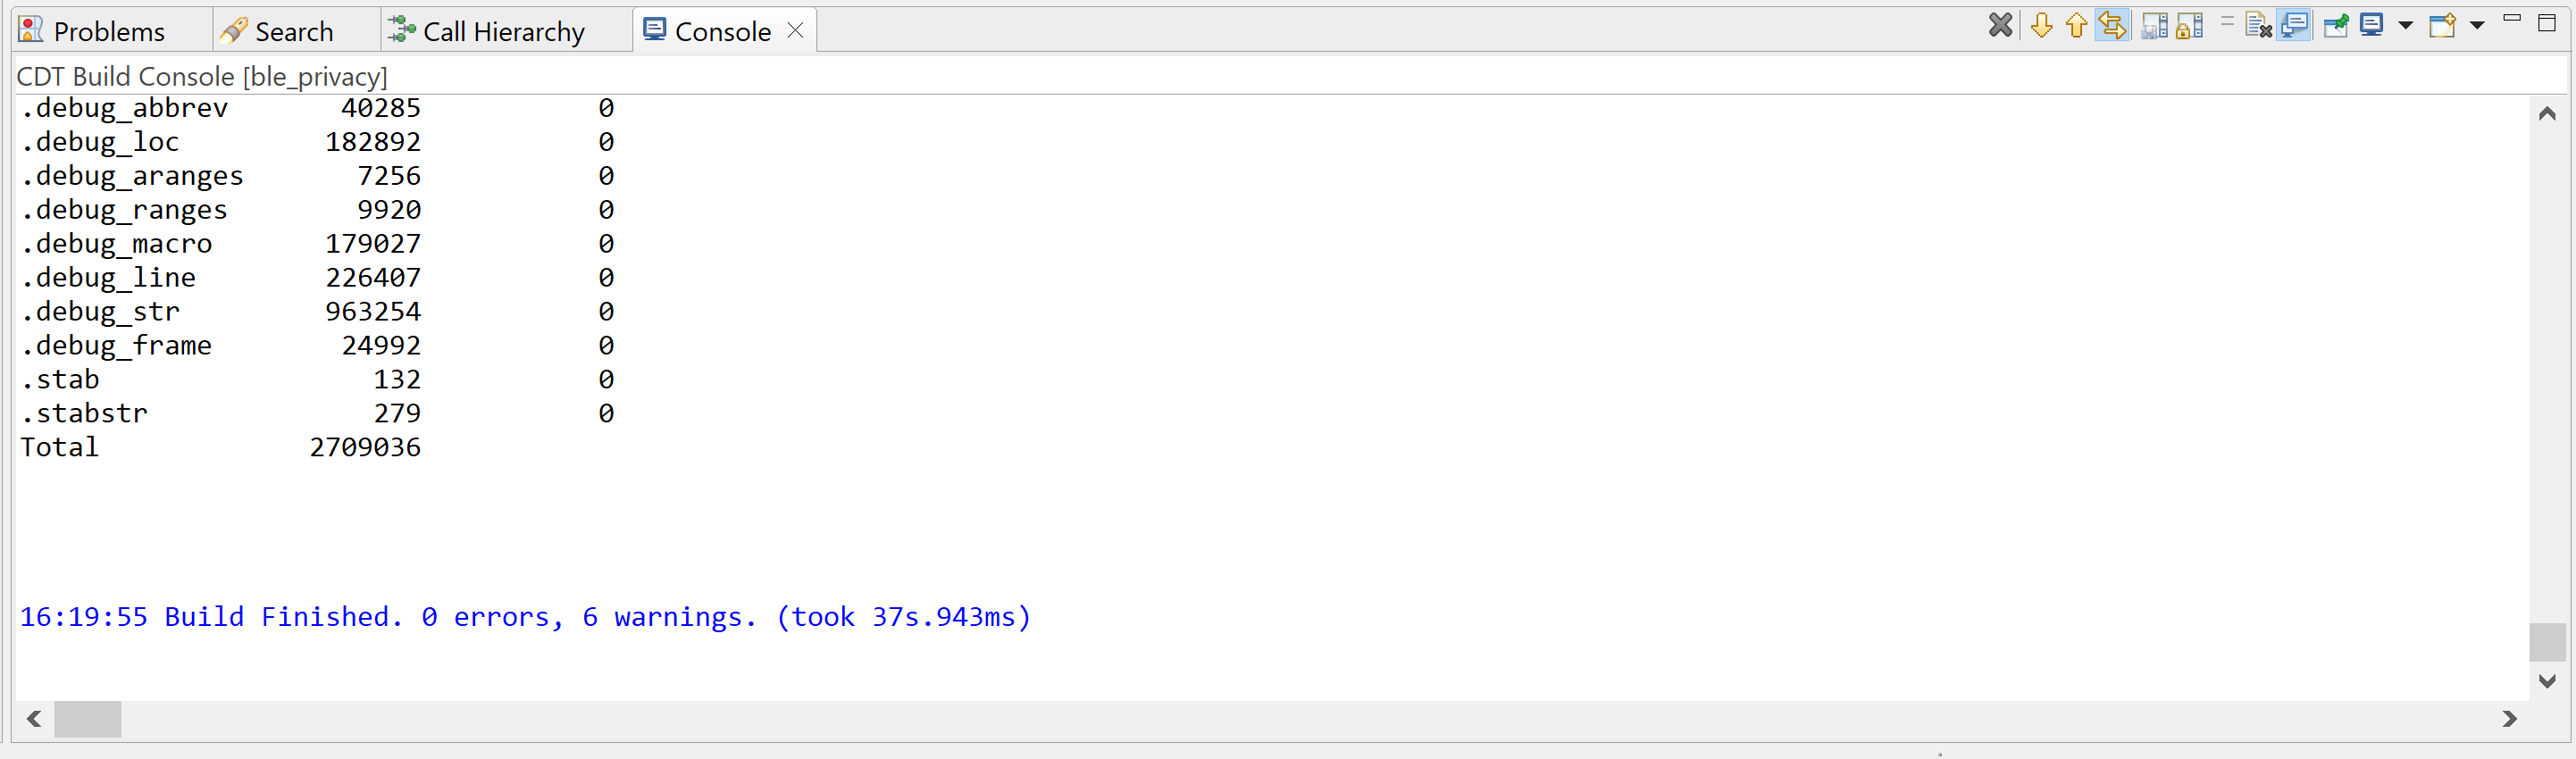 Problems Search Call Hierarchy Console
CDT Build Console [ble_privacy]
.debug_abbrev 40285 0
.debug_loc 182892 0
.debug_aranges 7256 0
.debug_ranges 9920 0
.debug_macro 179027 0
.debug_line 226407 0
.debug_str 963254 0
.debug_frame 24992 0
.stab 132 0
.stabstr 279 0
Total 2709036
16:19:55 Build Finished. 0 errors, 6 warnings. (took 37s.943ms)